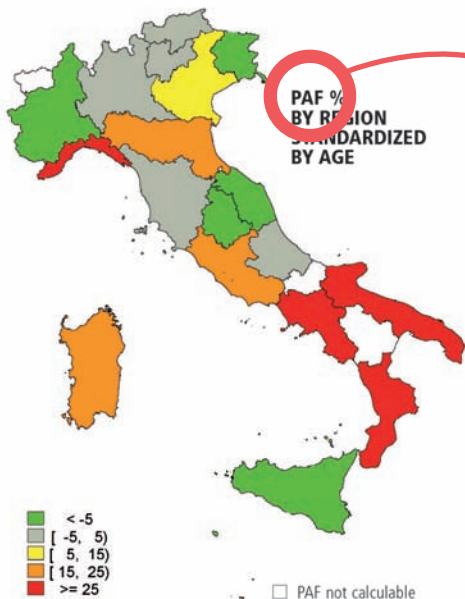 PAF %
BY REGION
STANDARDIZED
BY AGE
< -5
[ -5, 5)
[ 5, 15)
[ 15, 25)
>= 25
PAF not calculable